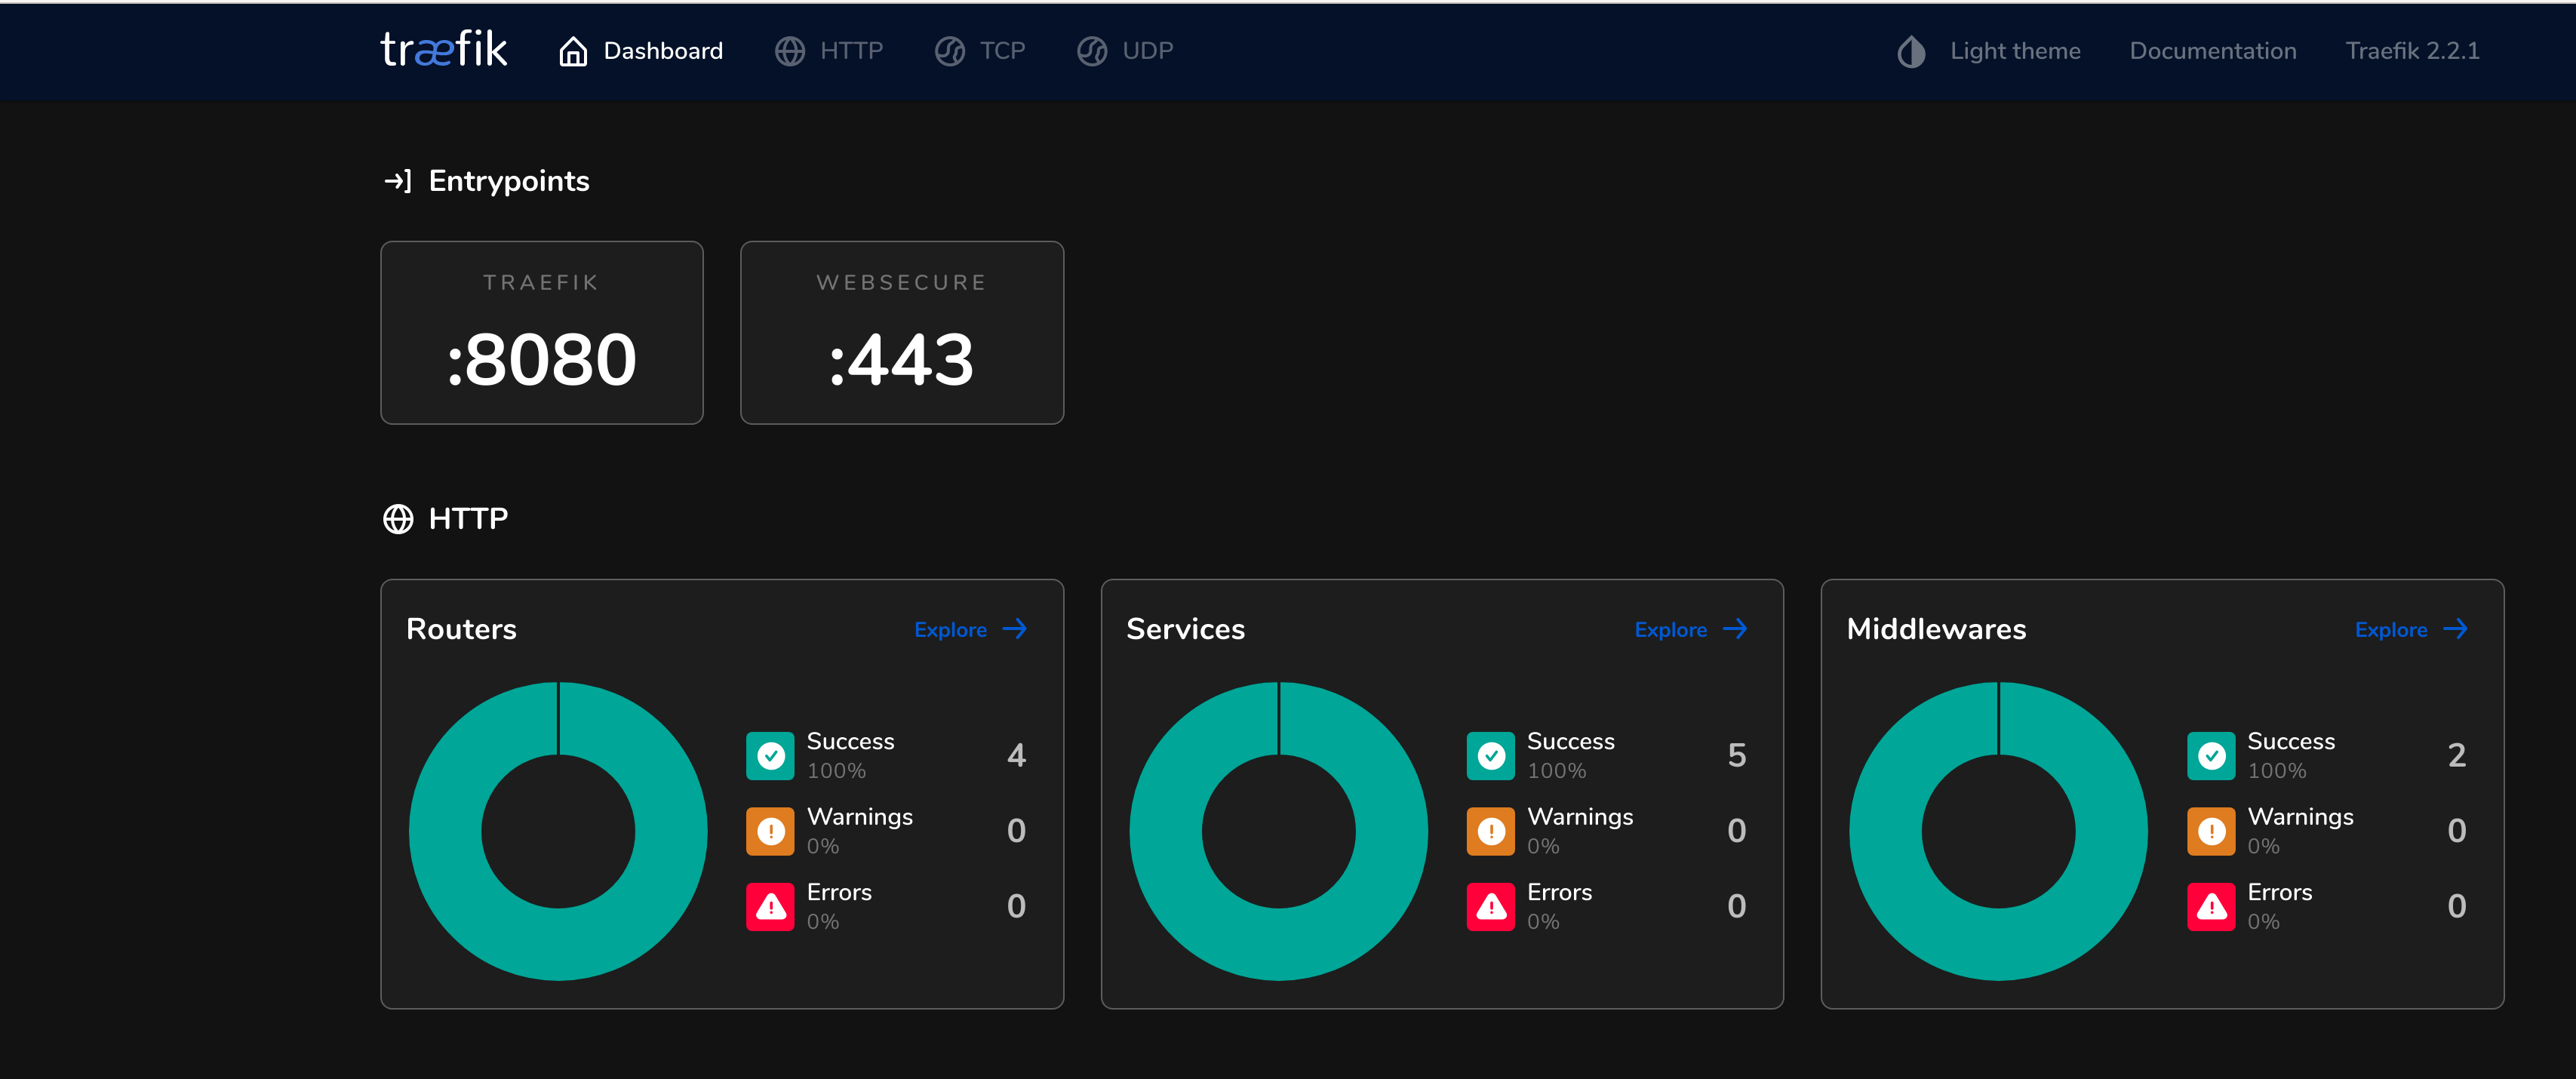 træfik Dashboard HTTP TCP UDP Light theme Documentation Traefik 2.2.1
Entrypoints
TRAEFIK
:8080
WEBSECURE
:443
HTTP
Routers Explore
Success 4
100%
Warnings 0
0%
Errors 0
0%
Services Explore
Success 5
100%
Warnings 0
0%
Errors 0
0%
Middlewares Explore
Success 2
100%
Warnings 0
0%
Errors 0
0%